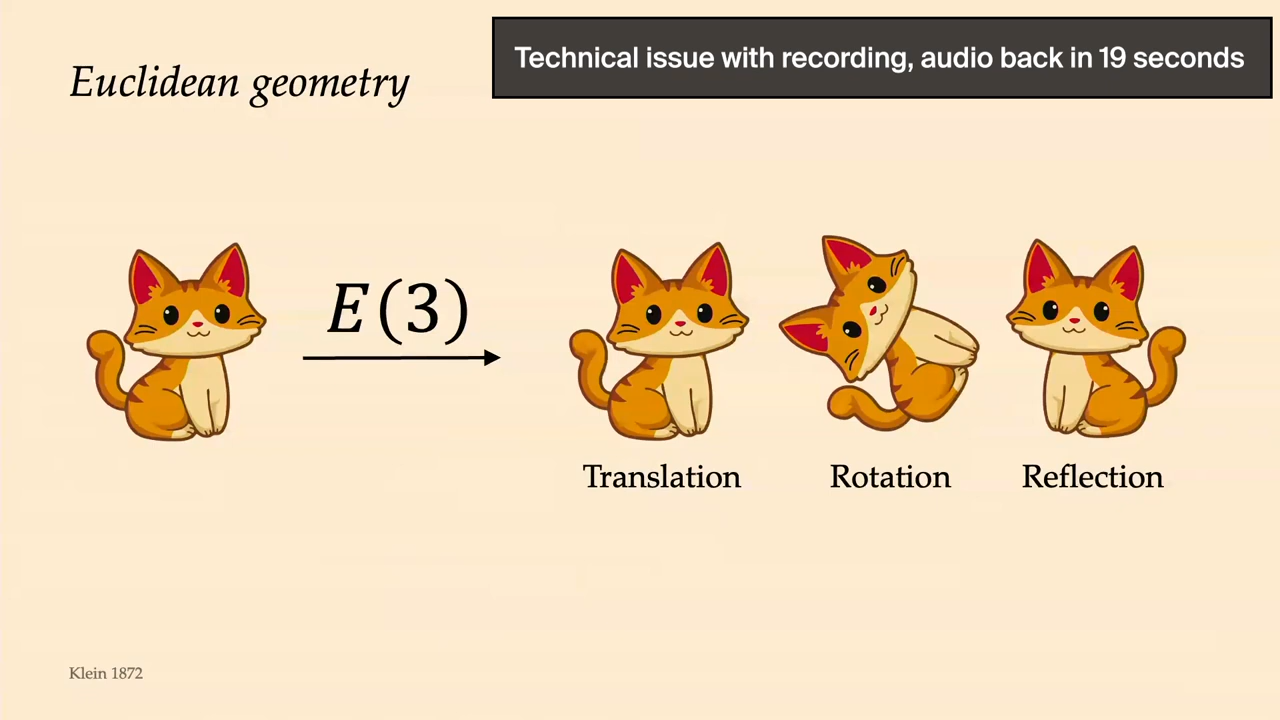 Technical issue with recording, audio back in 19 seconds
Euclidean geometry
E(3)
Translation
Rotation
Reflection
Klein 1872